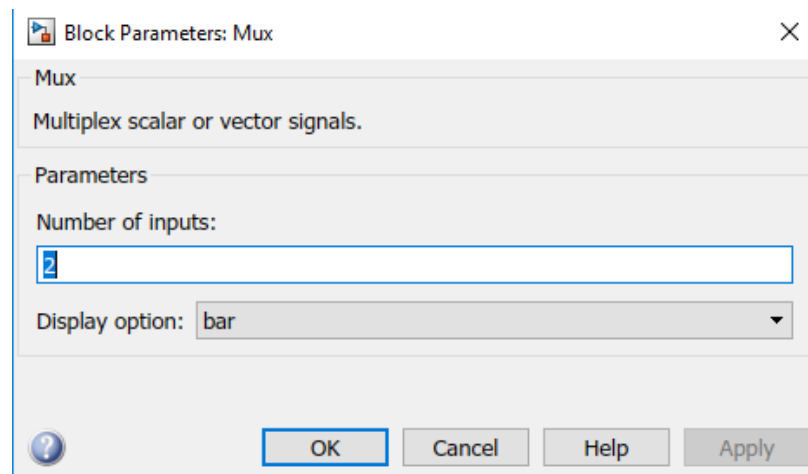 Block Parameters: Mux
Mux
Multiplex scalar or vector signals.
Parameters
Number of inputs:
2
Display option: bar
? OK Cancel Help Apply